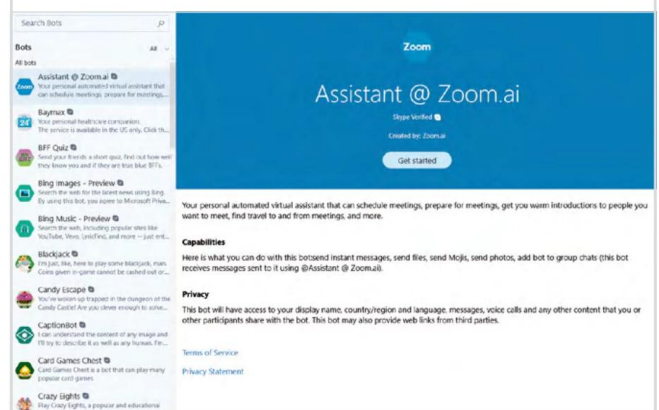 Search Bots
Bots
All
All bots
Zoom
Assistant @ Zoom.ai
Your personal automated virtual assistant that
can schedule meetings, prepare for meetings,...
24
Baymax
Your personal healthcare companion.
The service is available in the US only. Click th...
BFF Quiz
Send your friends a short quiz, find out how well
they know you and if they are true blue BFFs.
Bing Images - Preview
Search the web for the latest news using Bing.
By using this bot, you agree to Microsoft Priva...
Bing Music - Preview
Search the web, including popular sites like
YouTube, Vevo, LyricFind, and more — just ent...
Blackjack
I'm just, like, here to play some blackjack, man.
Coins given in-game cannot be cashed out or...
Candy Escape
You've woken up trapped in the dungeon of the
Candy Castle! Are you clever enough to solve...
CaptionBot
I can understand the content of any image and
I'll try to describe it as well as any human. I'm...
Card Games Chest
Card Games Chest is a bot that can play many
popular card games
Crazy Eights
Play Crazy Eights, a popular and educational
Zoom
Assistant @ Zoom.ai
Skype Verified
Created by: Zoom.ai
Get started
Your personal automated virtual assistant that can schedule meetings, prepare for meetings, get you warm introductions to people you
want to meet, find travel to and from meetings, and more.
Capabilities
Here is what you can do with this botsend instant messages, send files, send Mojis, send photos, add bot to group chats (this bot
receives messages sent to it using @Assistant @ Zoom.ai).
Privacy
This bot will have access to your display name, country/region and language, messages, voice calls and any other content that you or
other participants share with the bot. This bot may also provide web links from third parties.
Terms of Service
Privacy Statement